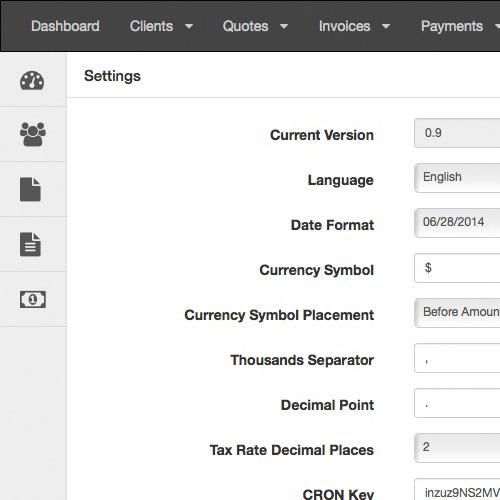 Dashboard Clients Quotes Invoices Payments
Settings
Current Version 0.9
Language English
Date Format 06/28/2014
Currency Symbol $
Currency Symbol Placement Before Amoun
Thousands Separator ,
Decimal Point .
Tax Rate Decimal Places 2
CRON Key inzuz9NS2MV